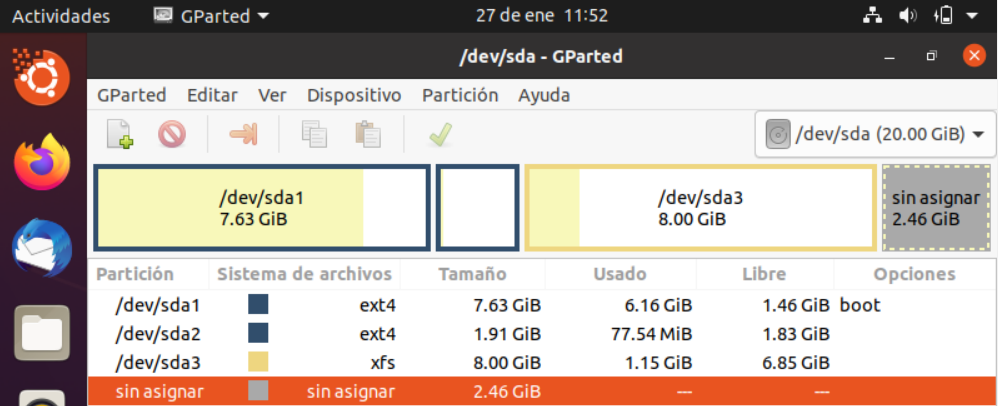 Actividades GParted 27 de ene 11:52
/dev/sda - GParted
GParted Editar Ver Dispositivo Partición Ayuda
/dev/sda (20.00 GiB)
/dev/sda1
7.63 GiB
/dev/sda3
8.00 GiB
sin asignar
2.46 GiB
Partición Sistema de archivos Tamaño Usado Libre Opciones
/dev/sda1 ext4 7.63 GiB 6.16 GiB 1.46 GiB boot
/dev/sda2 ext4 1.91 GiB 77.54 MiB 1.83 GiB
/dev/sda3 xfs 8.00 GiB 1.15 GiB 6.85 GiB
sin asignar sin asignar 2.46 GiB --- ---